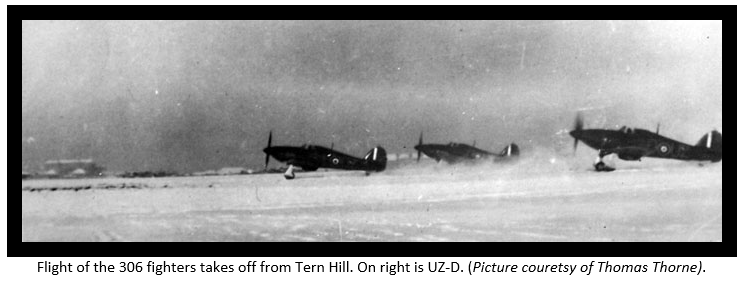 Flight of the 306 fighters takes off from Tern Hill. On right is UZ-D. (Picture couretsy of Thomas Thorne).